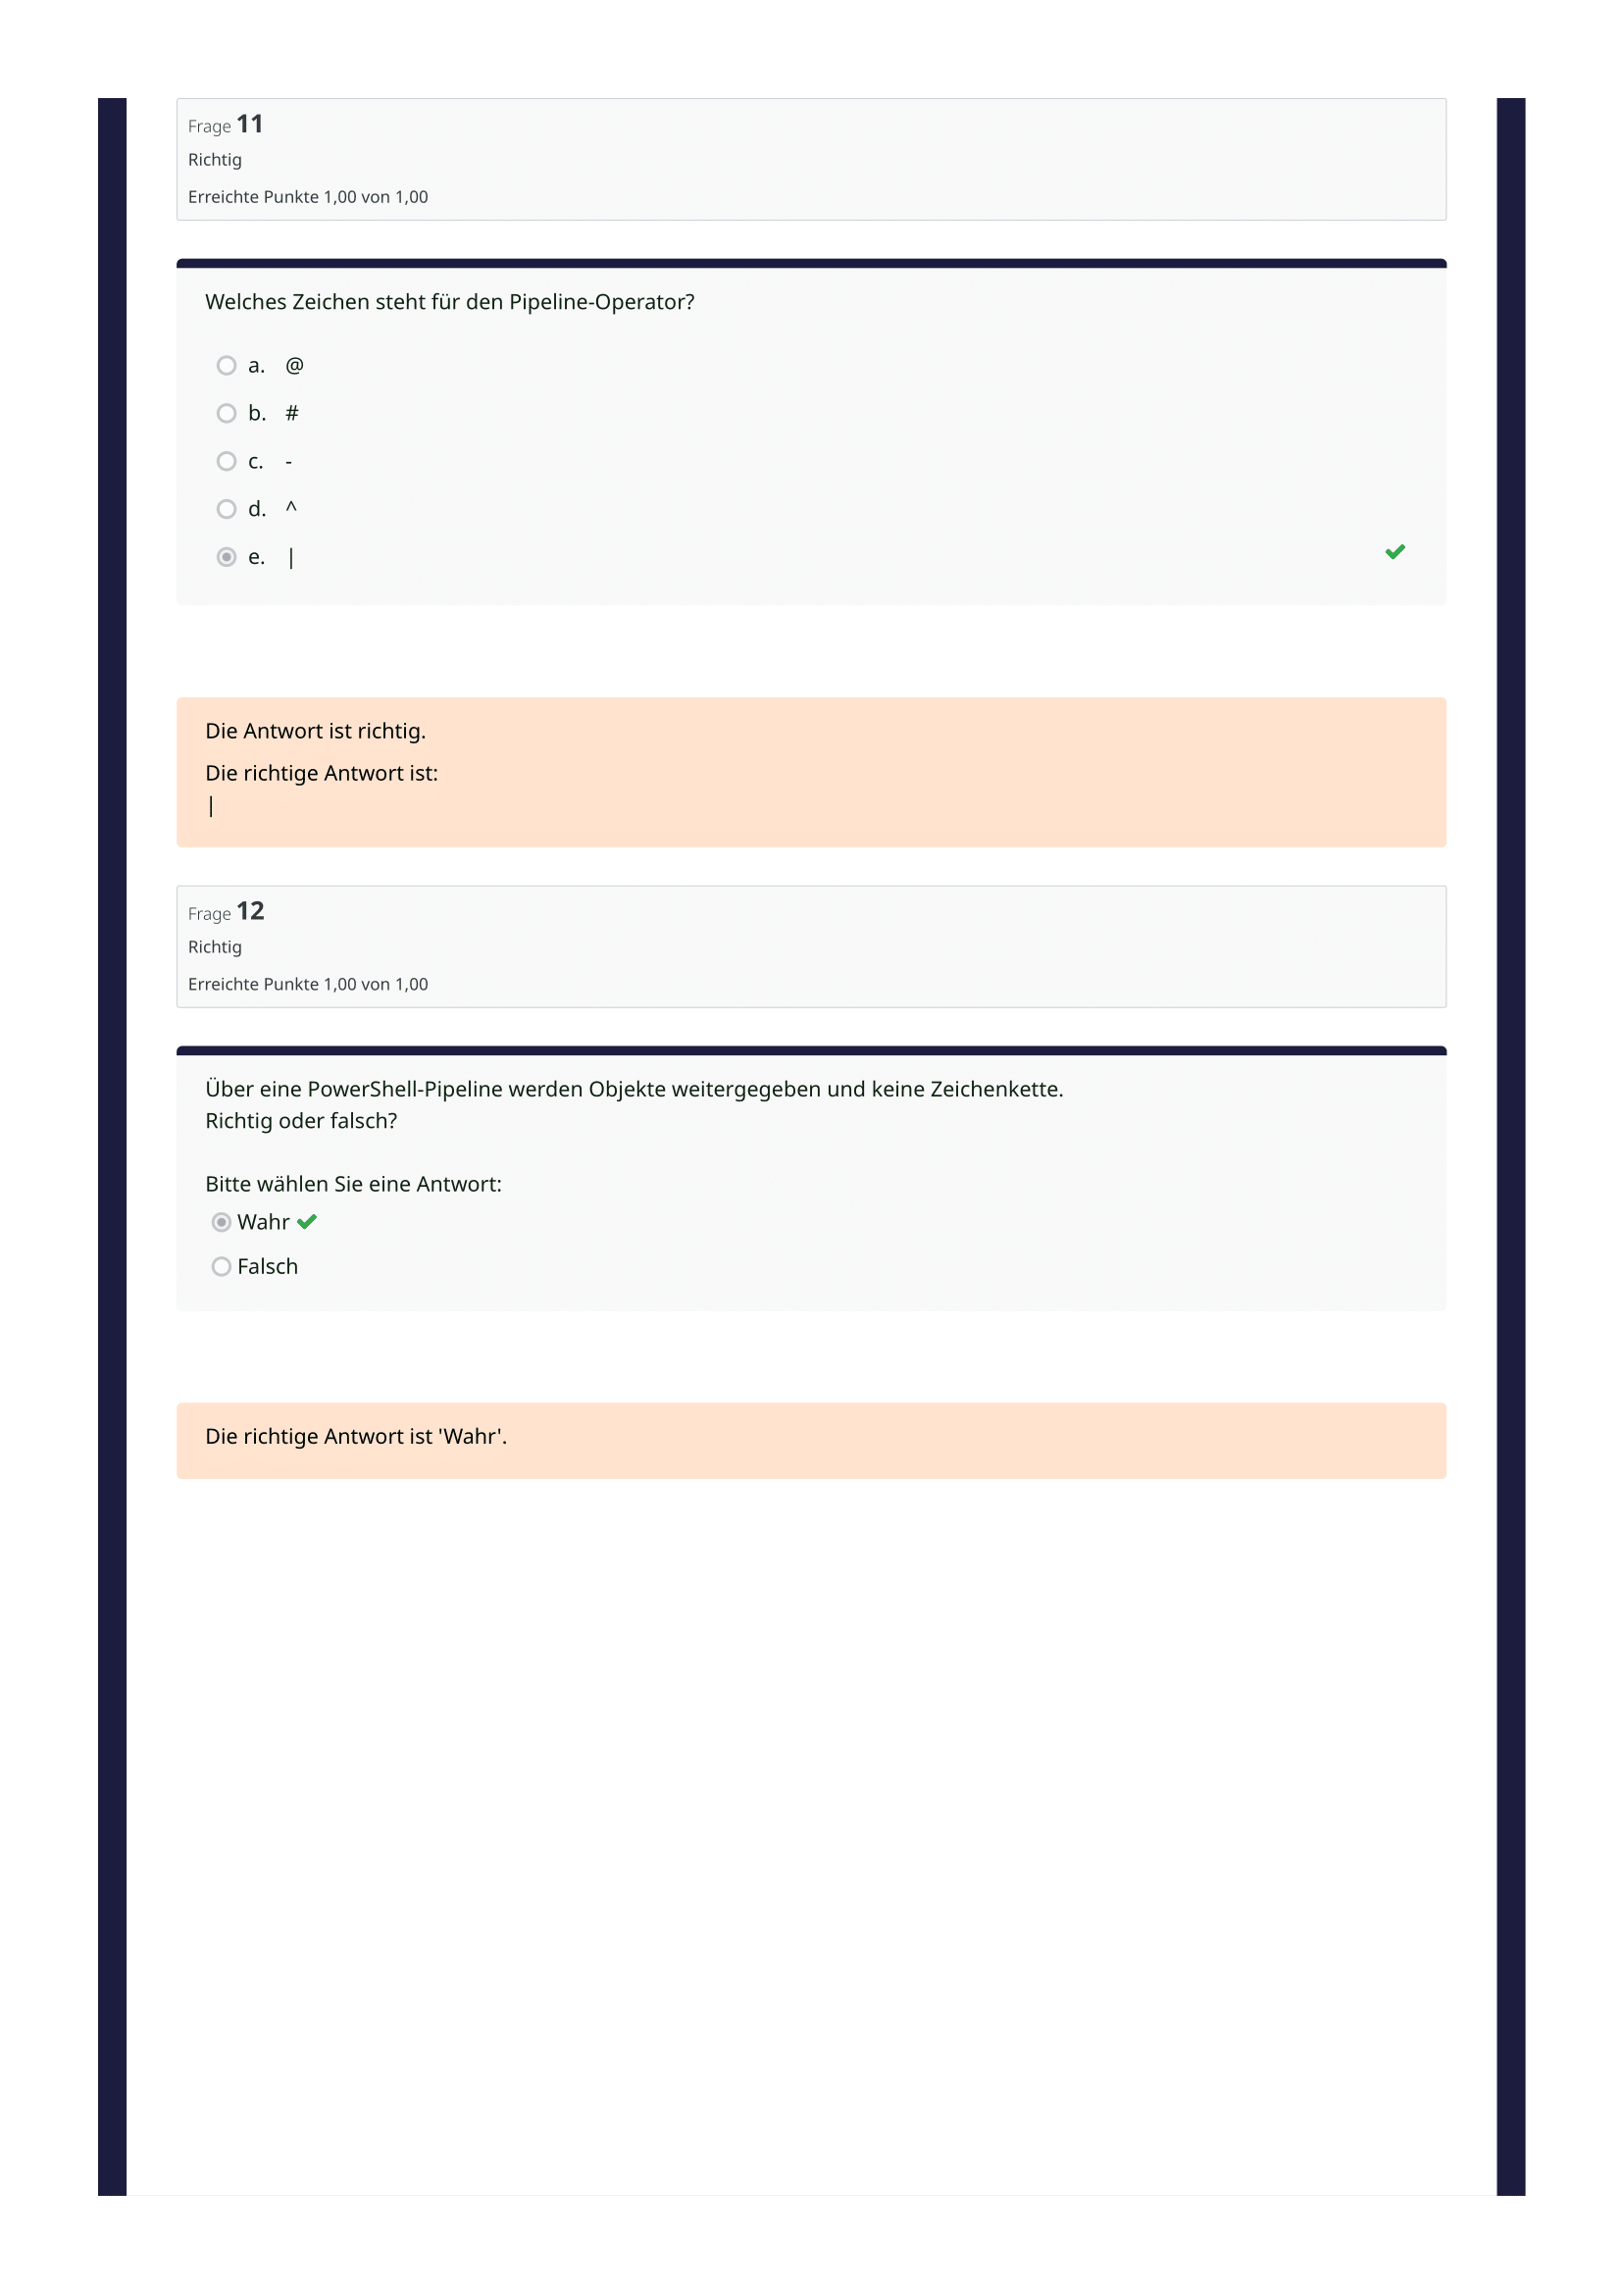 Frage 11
Richtig
Erreichte Punkte 1,00 von 1,00
Welches Zeichen steht für den Pipeline-Operator?
a. @
b. #
c. -
d. ^
e. |
Die Antwort ist richtig.
Die richtige Antwort ist:
|
Frage 12
Richtig
Erreichte Punkte 1,00 von 1,00
Über eine PowerShell-Pipeline werden Objekte weitergegeben und keine Zeichenkette.
Richtig oder falsch?
Bitte wählen Sie eine Antwort:
Wahr
Falsch
Die richtige Antwort ist 'Wahr'.